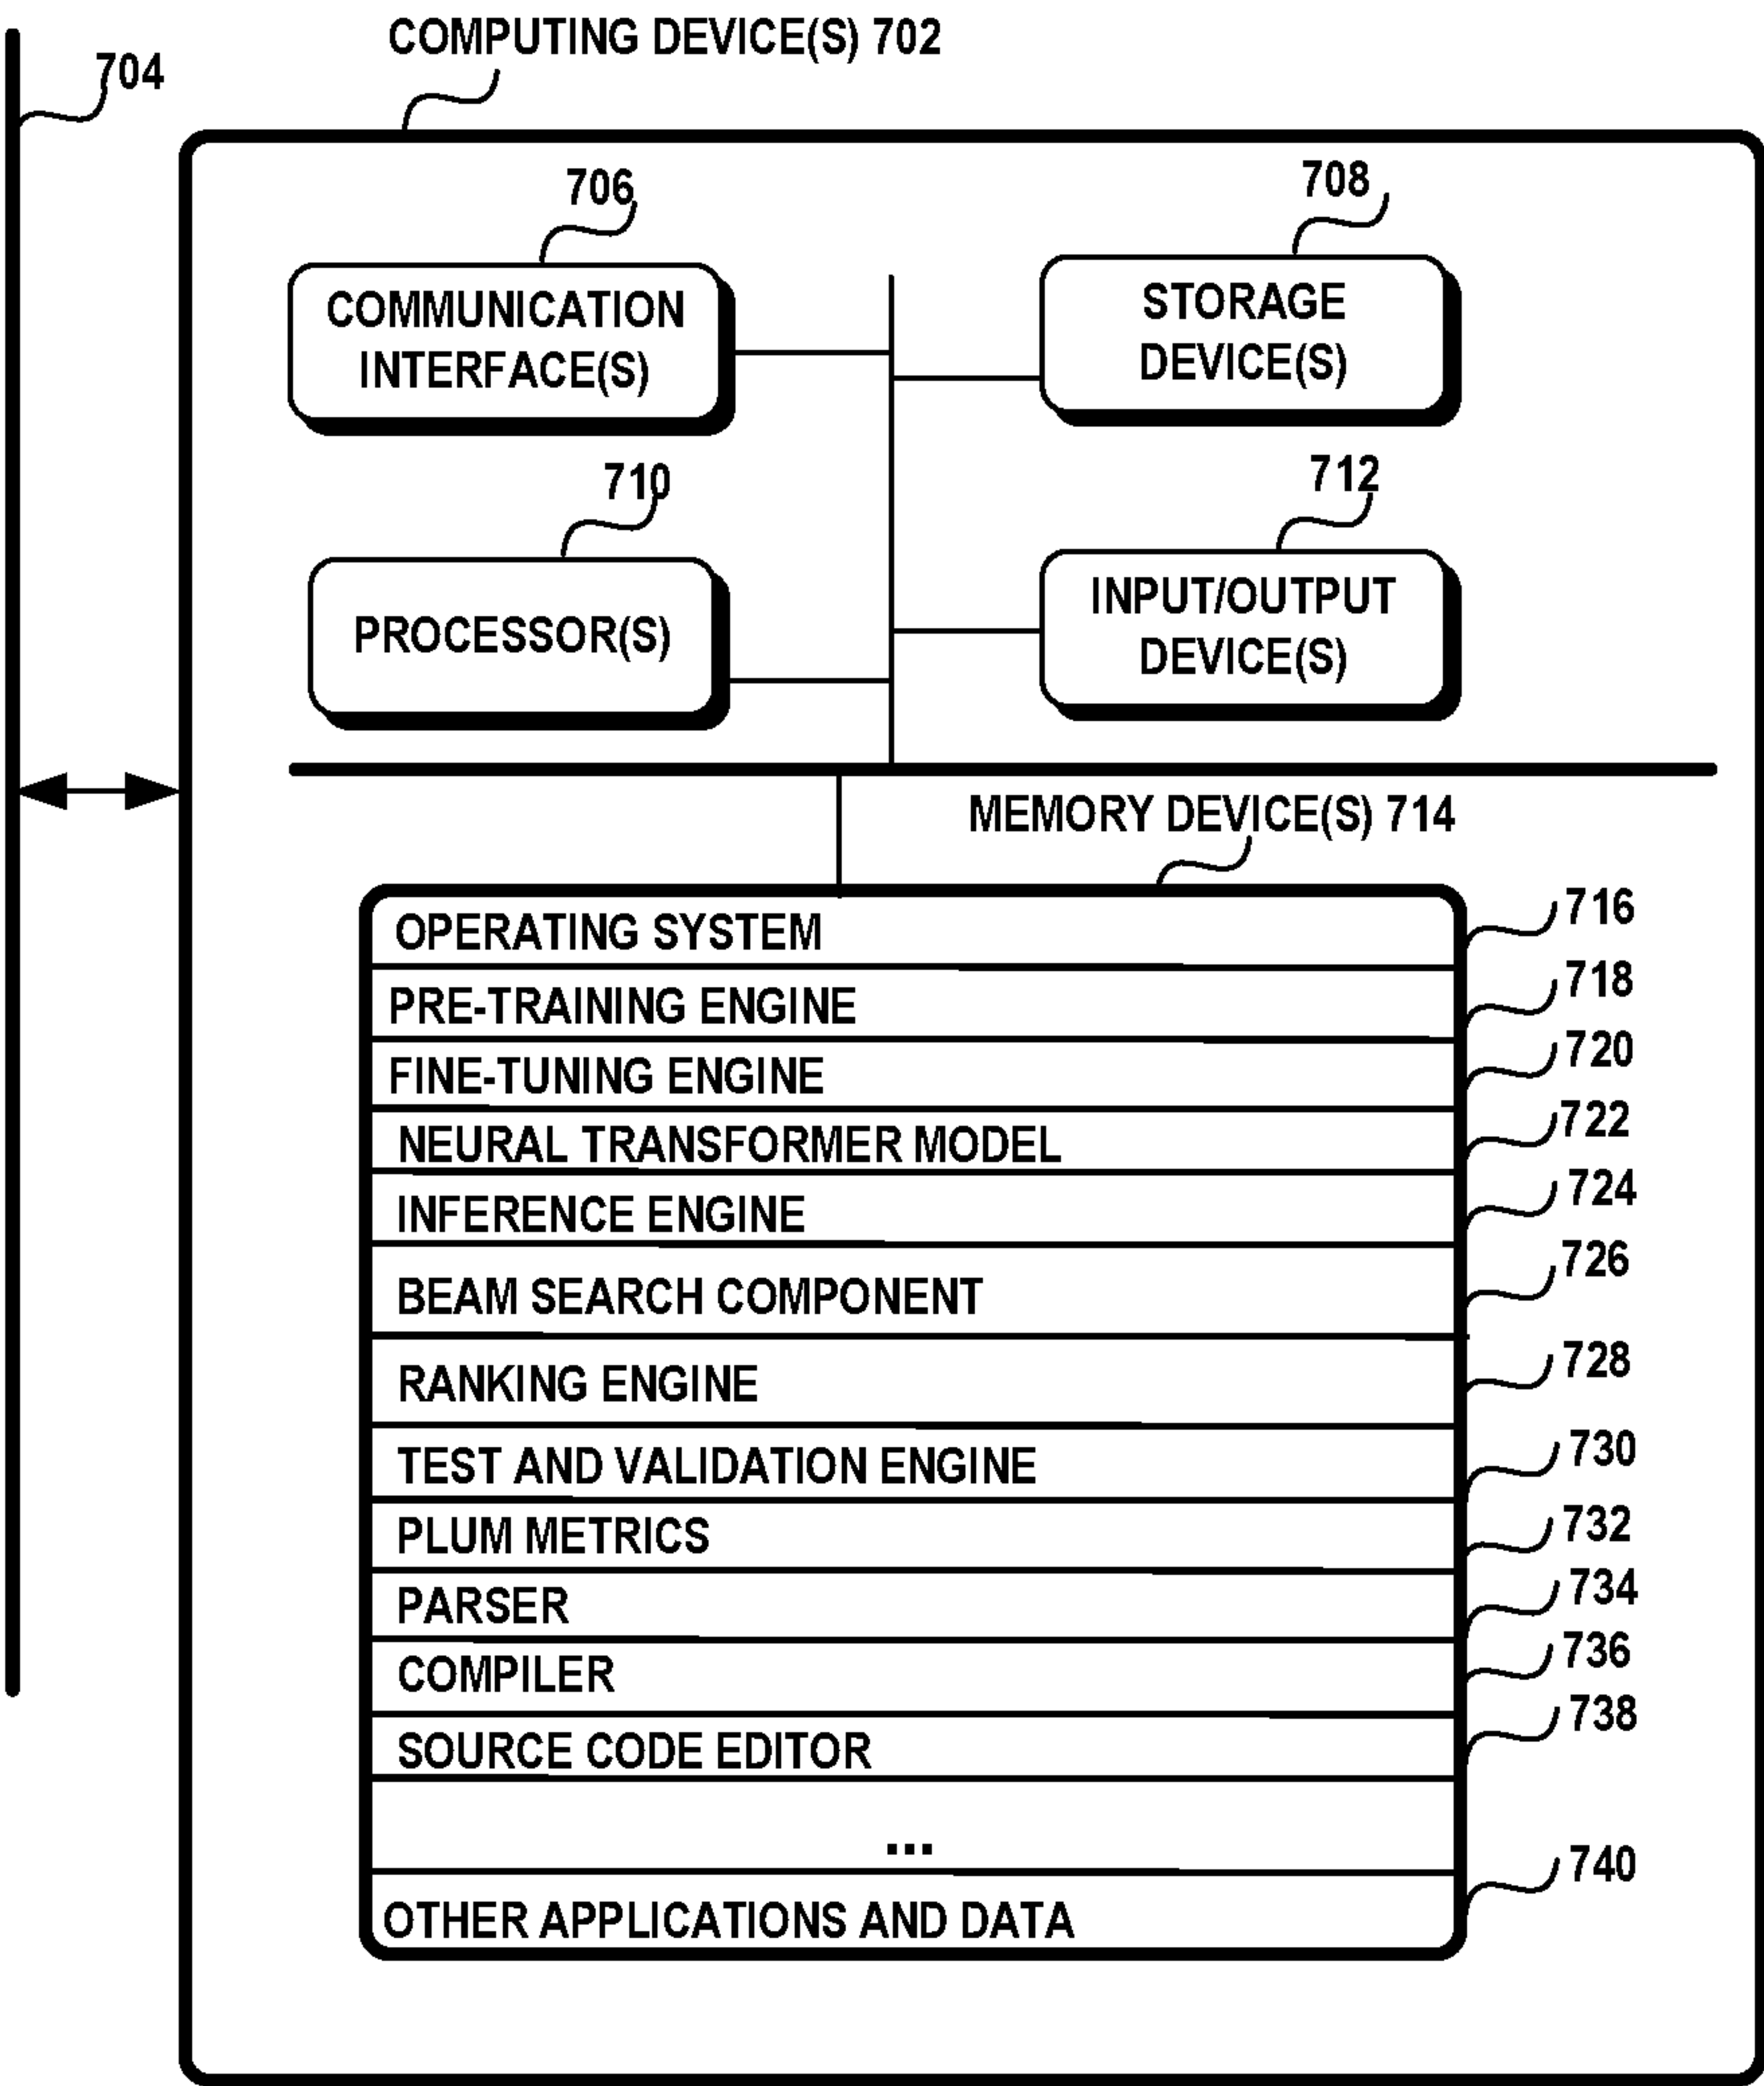 COMPUTING DEVICE(S) 702
704
706
708
COMMUNICATION
INTERFACE(S)
STORAGE
DEVICE(S)
710
712
PROCESSOR(S)
INPUT/OUTPUT
DEVICE(S)
MEMORY DEVICE(S) 714
OPERATING SYSTEM
716
PRE-TRAINING ENGINE
718
FINE-TUNING ENGINE
720
NEURAL TRANSFORMER MODEL
722
INFERENCE ENGINE
724
BEAM SEARCH COMPONENT
726
RANKING ENGINE
728
TEST AND VALIDATION ENGINE
730
PLUM METRICS
732
PARSER
734
COMPILER
736
SOURCE CODE EDITOR
738
...
OTHER APPLICATIONS AND DATA
740